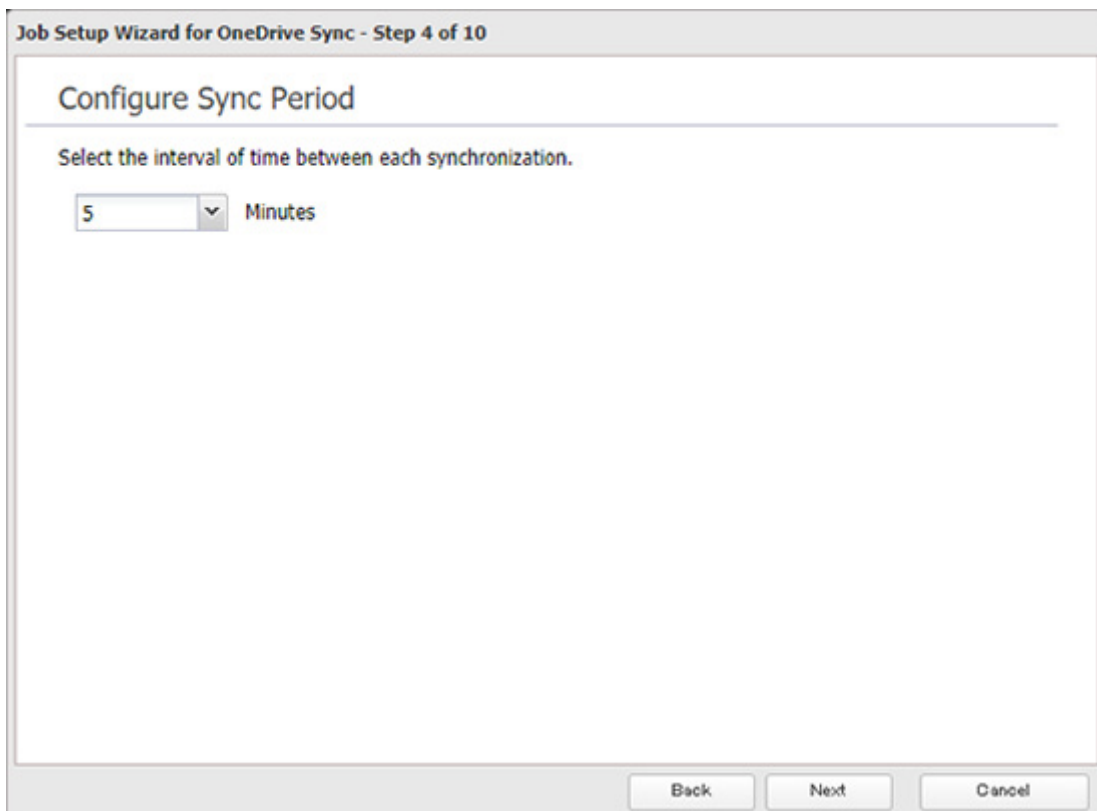 Job Setup Wizard for OneDrive Sync - Step 4 of 10
Configure Sync Period
Select the interval of time between each synchronization.
5 Minutes
Back Next Cancel